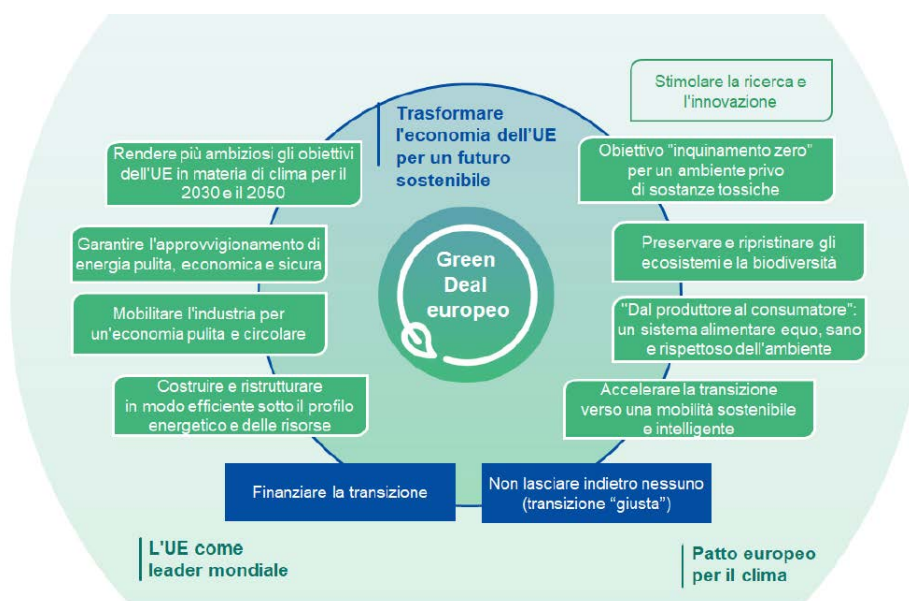 Stimolare la ricerca e
l'innovazione
Trasformare
l'economia dell'UE
per un futuro
sostenibile
Rendere più ambiziosi gli obiettivi
dell'UE in materia di clima per il
2030 e il 2050
Obiettivo "inquinamento zero"
per un ambiente privo
di sostanze tossiche
Garantire l'approvvigionamento di
energia pulita, economica e sicura
Preservare e ripristinare gli
ecosistemi e la biodiversità
Green
Deal
europeo
Mobilitare l'industria per
un'economia pulita e circolare
"Dal produttore al consumatore":
un sistema alimentare equo, sano
e rispettoso dell'ambiente
Costruire e ristrutturare
in modo efficiente sotto il profilo
energetico e delle risorse
Accelerare la transizione
verso una mobilità sostenibile
e intelligente
Finanziare la transizione
Non lasciare indietro nessuno
(transizione “giusta”)
L'UE come
leader mondiale
Patto europeo
per il clima